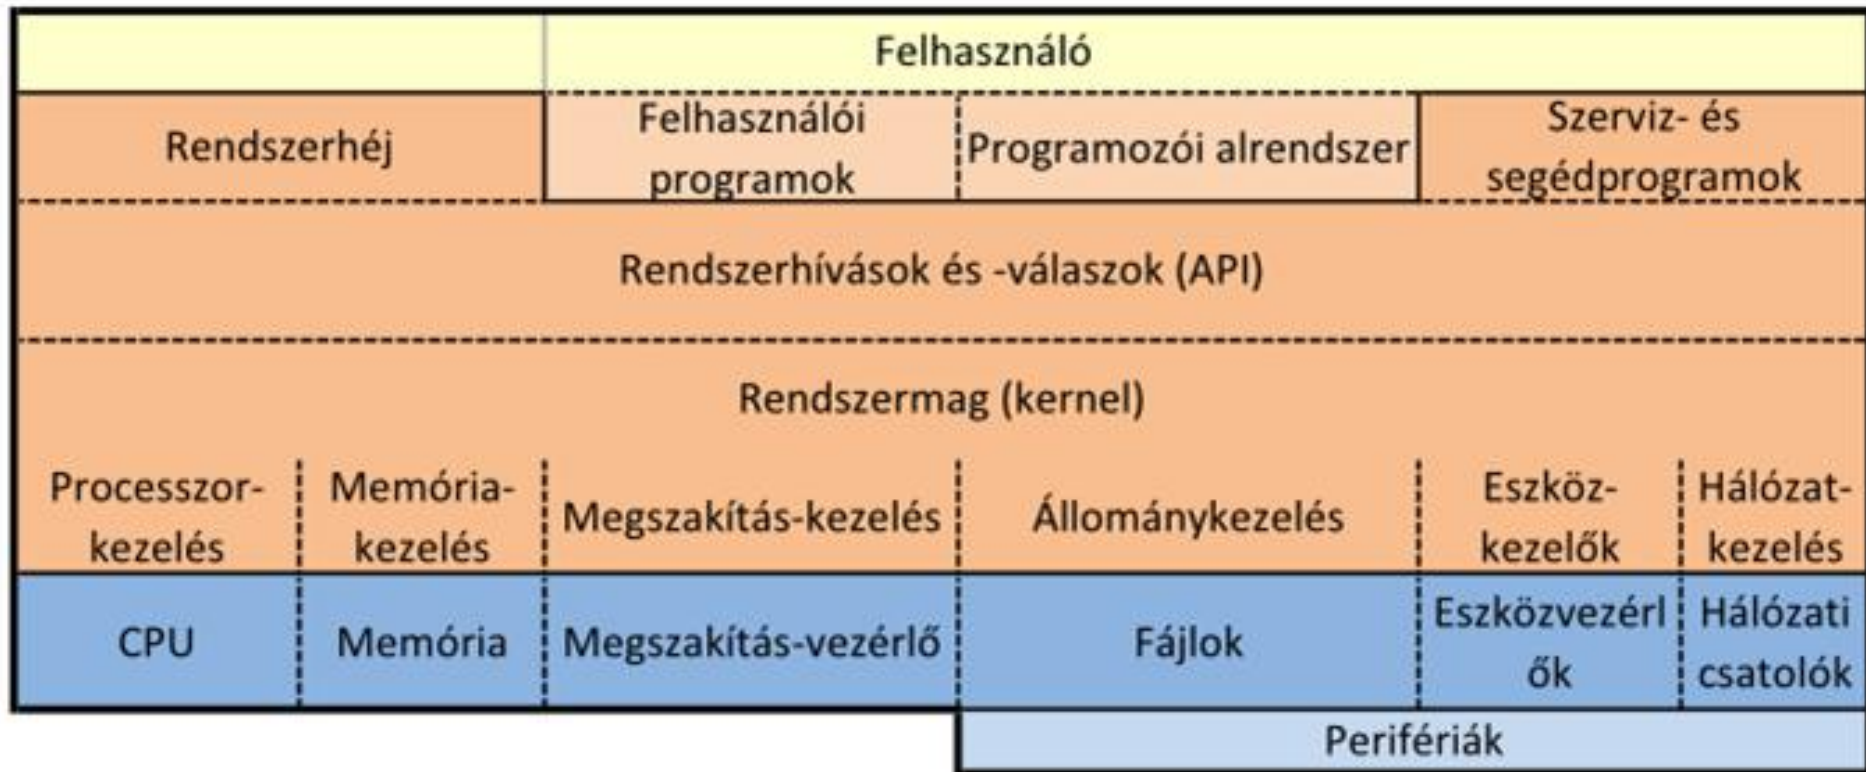 Felhasználó
Rendszerhéj
Felhasználói
programok
Programozói alrendszer
Szerviz- és
segédprogramok
Rendszerhívások és -válaszok (API)
Rendszermag (kernel)
Processzor-
kezelés
Memória-
kezelés
Megszakítás-kezelés
Állománykezelés
Eszköz-
kezelők
Hálózat-
kezelés
CPU
Memória
Megszakítás-vezérlő
Fájlok
Eszközvezérl
ők
Hálózati
csatolók
Perifériák